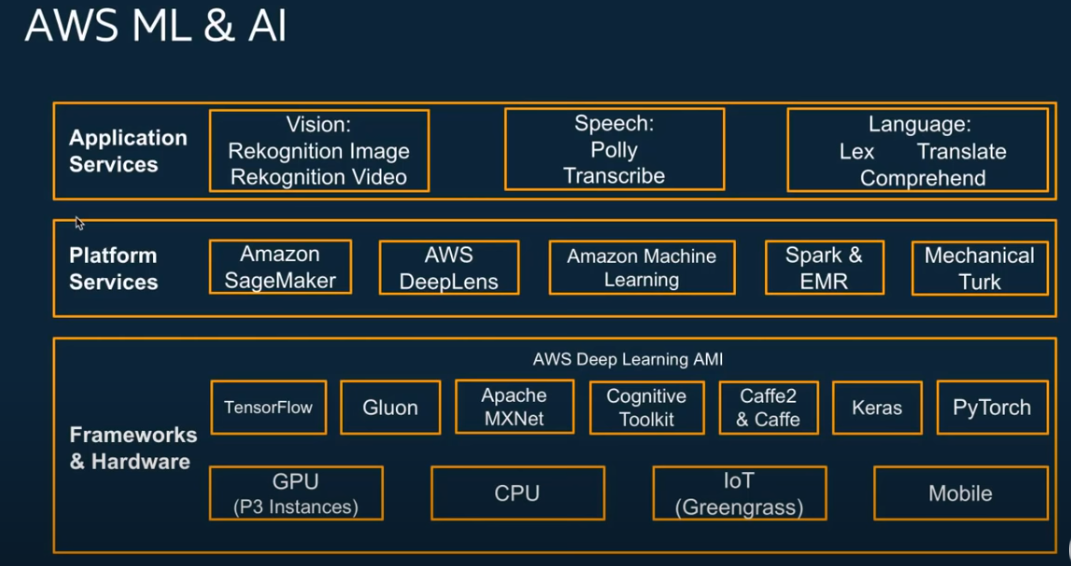 AWS ML & AI
Application
Services
Vision:
Rekognition Image
Rekognition Video
Speech:
Polly
Transcribe
Language:
Lex Translate
Comprehend
Platform
Services
Amazon
SageMaker
AWS
DeepLens
Amazon Machine
Learning
Spark &
EMR
Mechanical
Turk
Frameworks
& Hardware
AWS Deep Learning AMI
TensorFlow
Gluon
Apache
MXNet
Cognitive
Toolkit
Caffe2
& Caffe
Keras
PyTorch
GPU
(P3 Instances)
CPU
IoT
(Greengrass)
Mobile